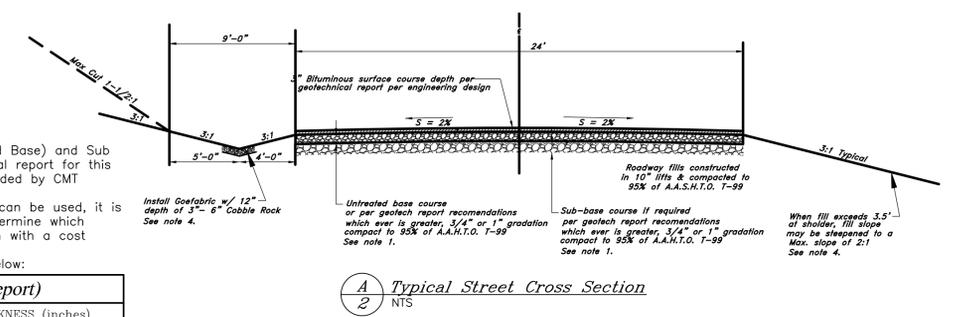 9'-0"
24'
℄
Max Cut 1-1/2:1
3:1
3:1
3:1
5'-0"
4'-0"
3" Bituminous surface course depth per
geotechnical report per engineering design
S = 2%
S = 2%
3:1 Typical
Roadway fills constructed
in 10" lifts & compacted to
95% of A.A.S.H.T.O. T-99
Install Goefabric w/ 12"
depth of 3"- 6" Cobble Rock
See note 4.
Untreated base course
or per geotech report recomendations
which ever is greater, 3/4" or 1" gradation
compact to 95% of A.A.H.T.O. T-99
See note 1.
Sub-base course if required
per geotech report recomendations
which ever is greater, 3/4" or 1" gradation
compact to 95% of A.A.H.T.O. T-99
See note 1.
When fill exceeds 3.5'
at sholder, fill slope
may be steepened to a
Max. slope of 2:1
See note 4.
Base) and Sub
al report for this
ded by CMT
can be used, it is
ermine which
with a cost
elow:
port)
KNESS (inches)
A
2
Typical Street Cross Section
NTS